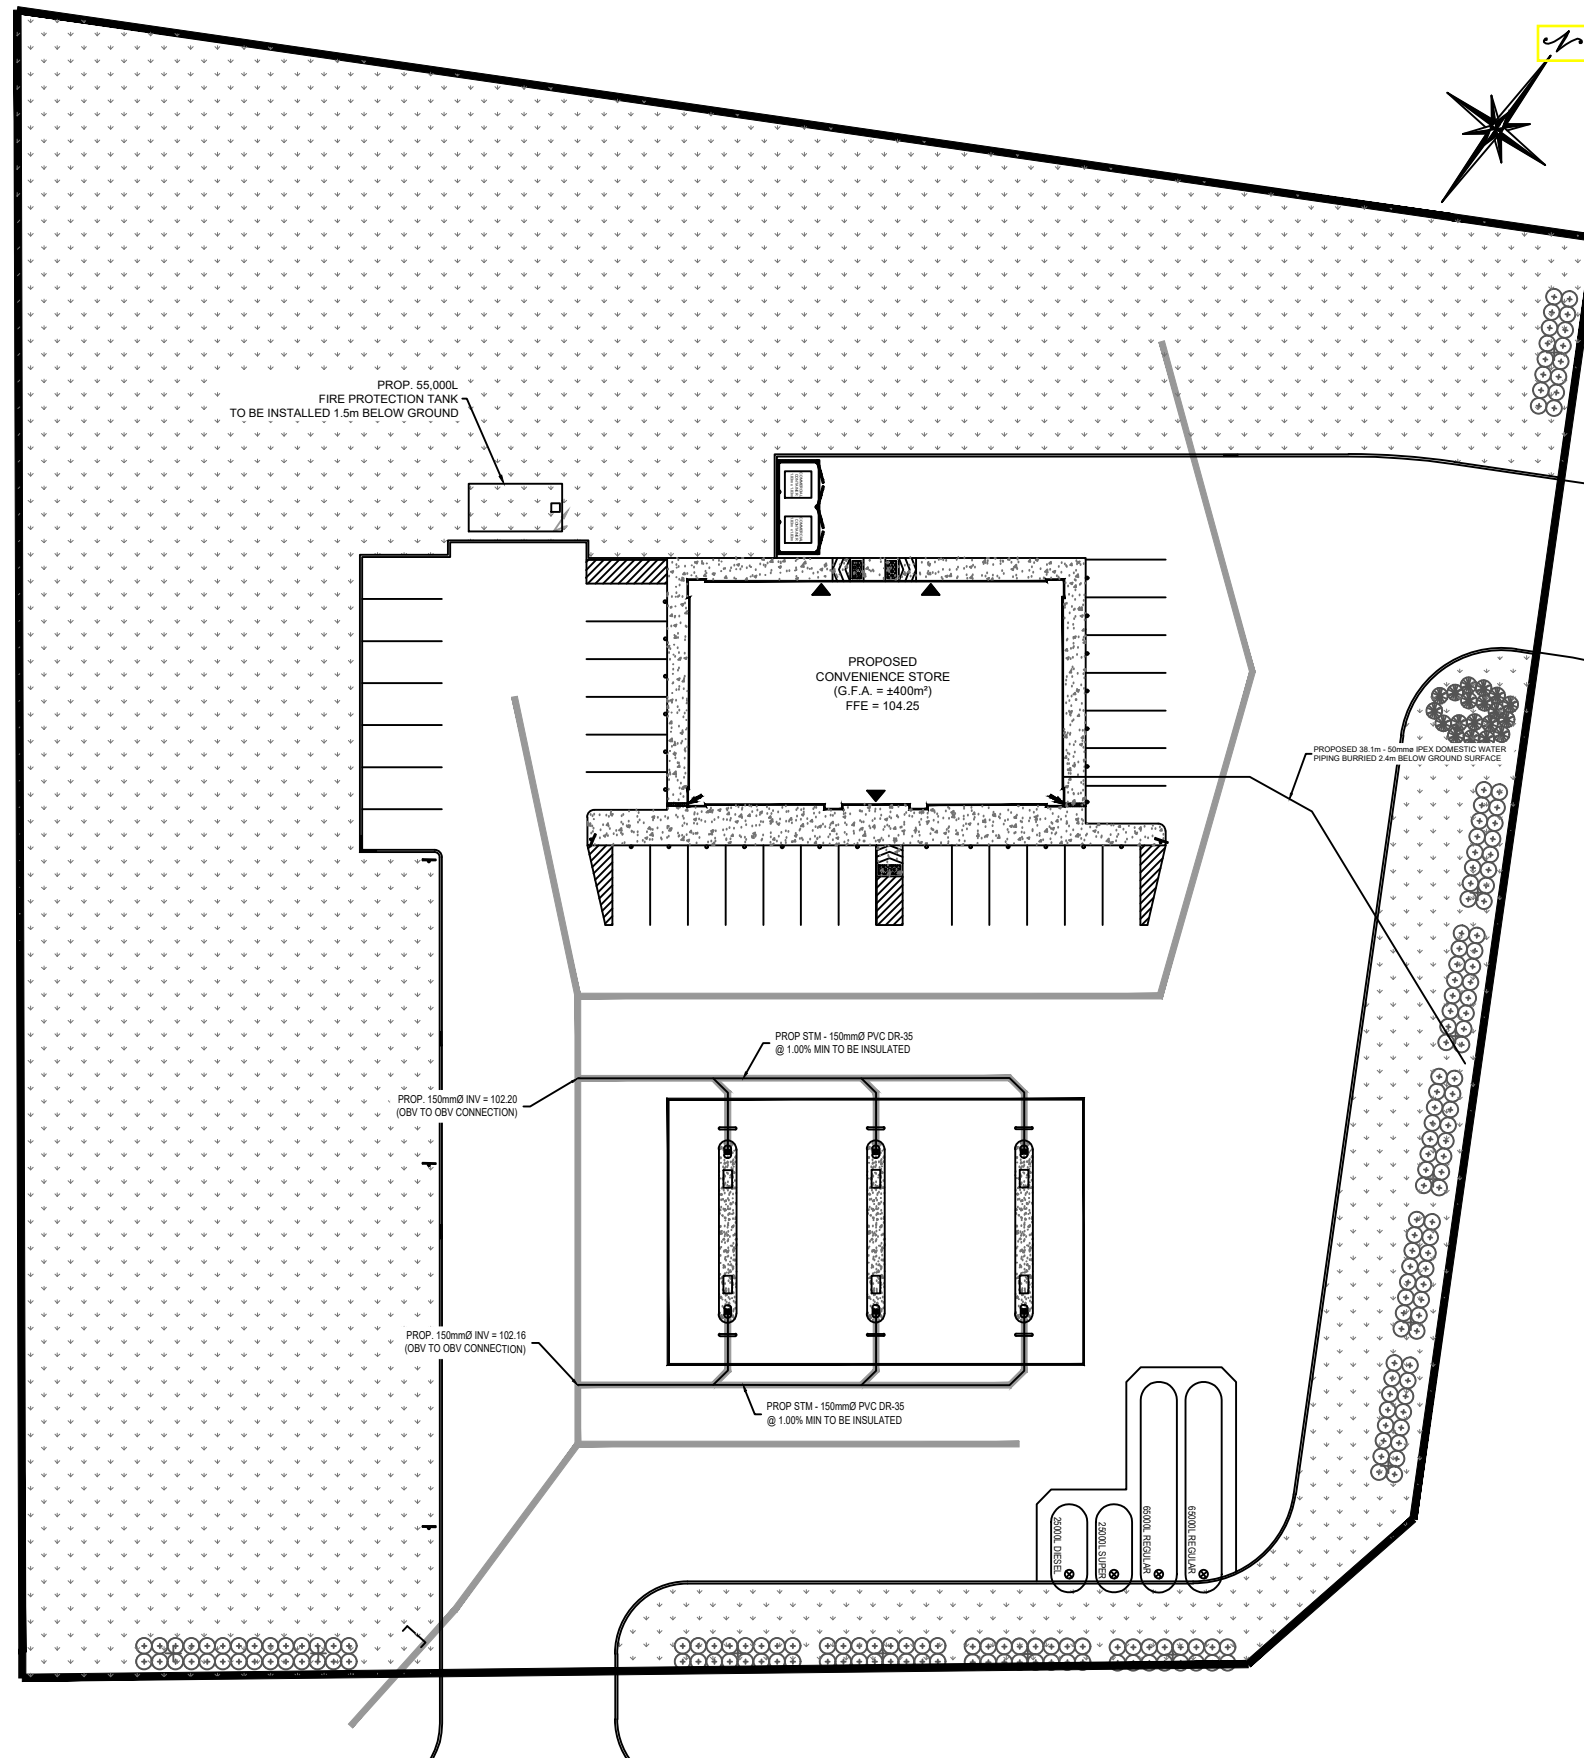 N
PROP. 55,000L
FIRE PROTECTION TANK
TO BE INSTALLED 1.5m BELOW GROUND
PROPOSED
CONVENIENCE STORE
(G.F.A. = ±400m²)
FFE = 104.25
PROPOSED 38.1m - 50mmø IPEX DOMESTIC WATER
PIPING BURRIED 2.4m BELOW GROUND SURFACE
PROP STM - 150mmØ PVC DR-35
@ 1.00% MIN TO BE INSULATED
PROP. 150mmØ INV = 102.20
(OBV TO OBV CONNECTION)
PROP. 150mmØ INV = 102.16
(OBV TO OBV CONNECTION)
PROP STM - 150mmØ PVC DR-35
@ 1.00% MIN TO BE INSULATED
25000L DIESEL
25000L SUPER
65000L REGULAR
65000L REGULAR